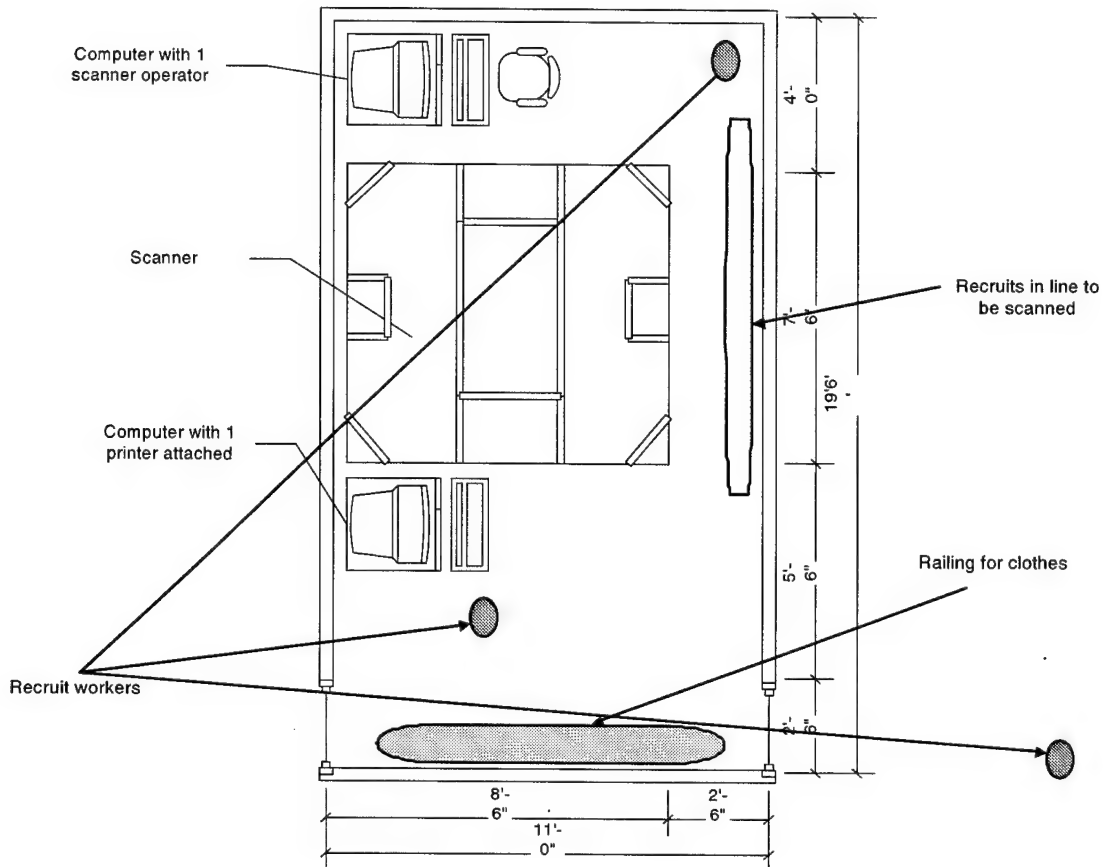 Computer with 1
scanner operator
4'-
0"
Scanner
7'-
6"
Recruits in line to
be scanned
19'6'
'
Computer with 1
printer attached
5'-
6"
Railing for clothes
Recruit workers
2'-
6"
8'-
6"
2'-
6"
11'-
0"